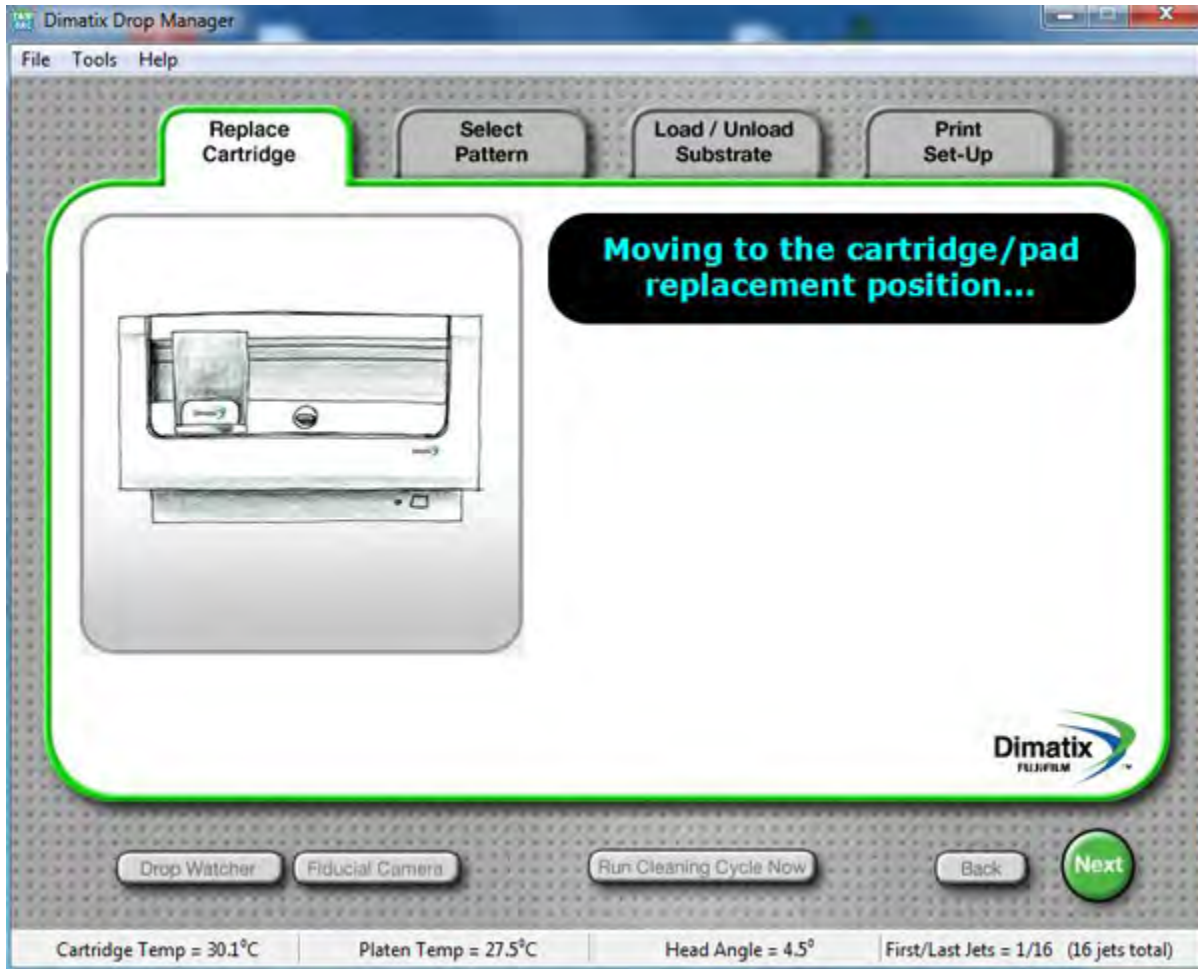 Dimatix Drop Manager
File Tools Help
Replace
Cartridge
Select
Pattern
Load / Unload
Substrate
Print
Set-Up
Moving to the cartridge/pad
replacement position...
Dimatix
FUJIFILM
Drop Watcher
Fiducial Camera
Run Cleaning Cycle Now
Back
Next
Cartridge Temp = 30.1°C
Platen Temp = 27.5°C
Head Angle = 4.5°
First/Last Jets = 1/16 (16 jets total)